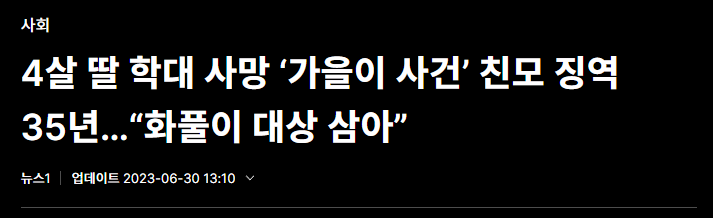 사회
4살 딸 학대 사망 ‘가을이 사건’ 친모 징역
35년…“화풀이 대상 삼아”
뉴스1 업데이트 2023-06-30 13:10